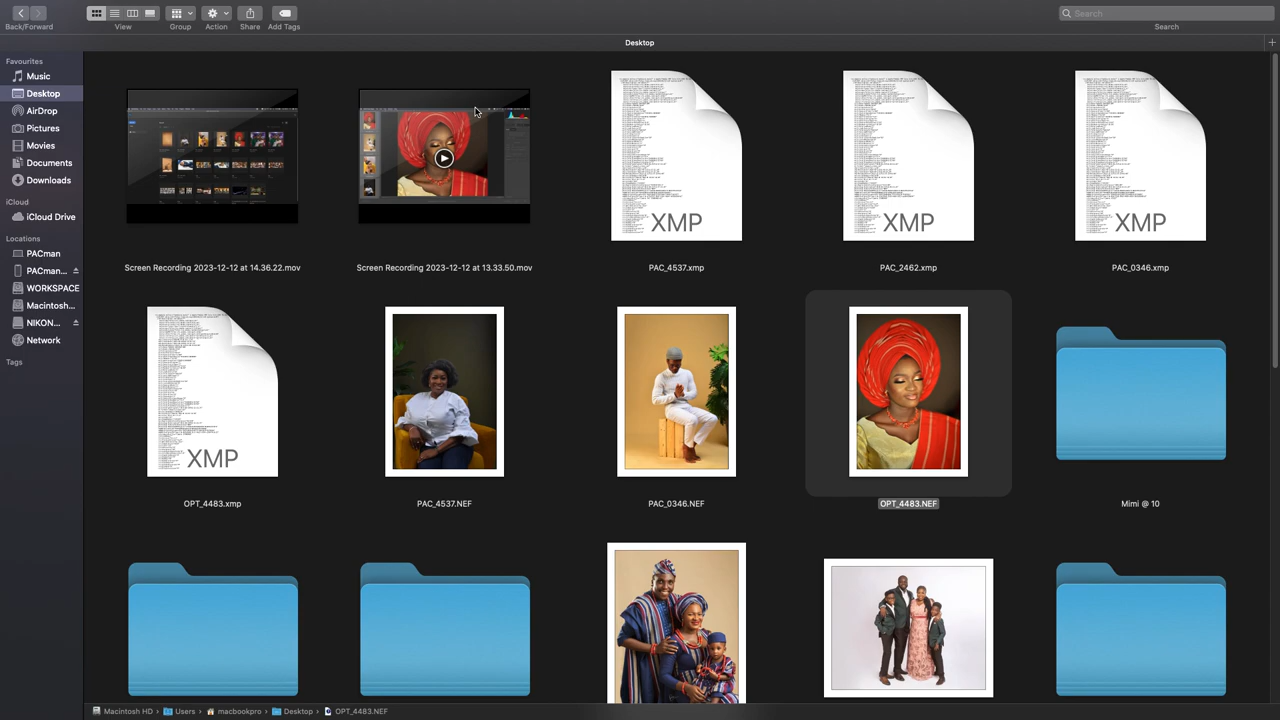 Search
Back/Forward
View
Group
Action
Share
Add Tags
Search
Desktop
Favourites
Music
Desktop
AirDrop
Pictures
Movies
Documents
Downloads
iCloud
iCloud Drive
Locations
PACman
PACman...
WORKSPACE
Macintosh...
NIKON...
Network
Tags
Screen Recording 2023-12-12 at 14.36.22.mov
Screen Recording 2023-12-12 at 13.33.50.mov
XMP
PAC_4537.xmp
XMP
PAC_2462.xmp
XMP
PAC_0346.xmp
XMP
OPT_4483.xmp
PAC_4537.NEF
PAC_0346.NEF
OPT_4483.NEF
Mimi @ 10
Macintosh HD › Users › macbookpro › Desktop › OPT_4483.NEF